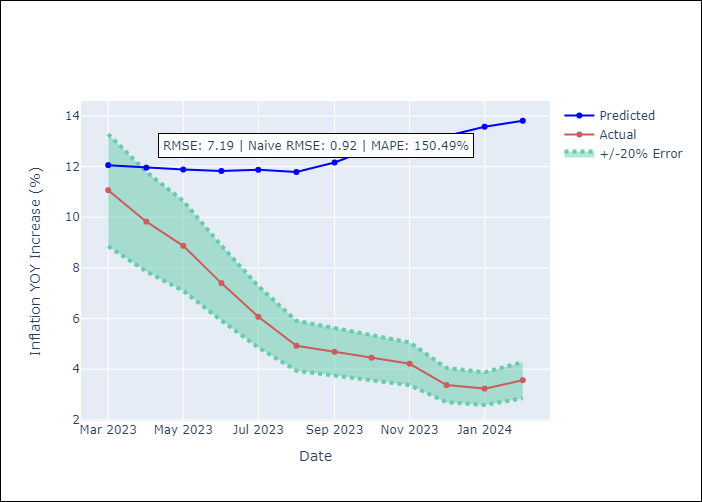 RMSE: 7.19 | Naive RMSE: 0.92 | MAPE: 150.49%
Predicted
Actual
+/-20% Error
Inflation YOY Increase (%)
14
12
10
8
6
4
2
Mar 2023 May 2023 Jul 2023 Sep 2023 Nov 2023 Jan 2024
Date